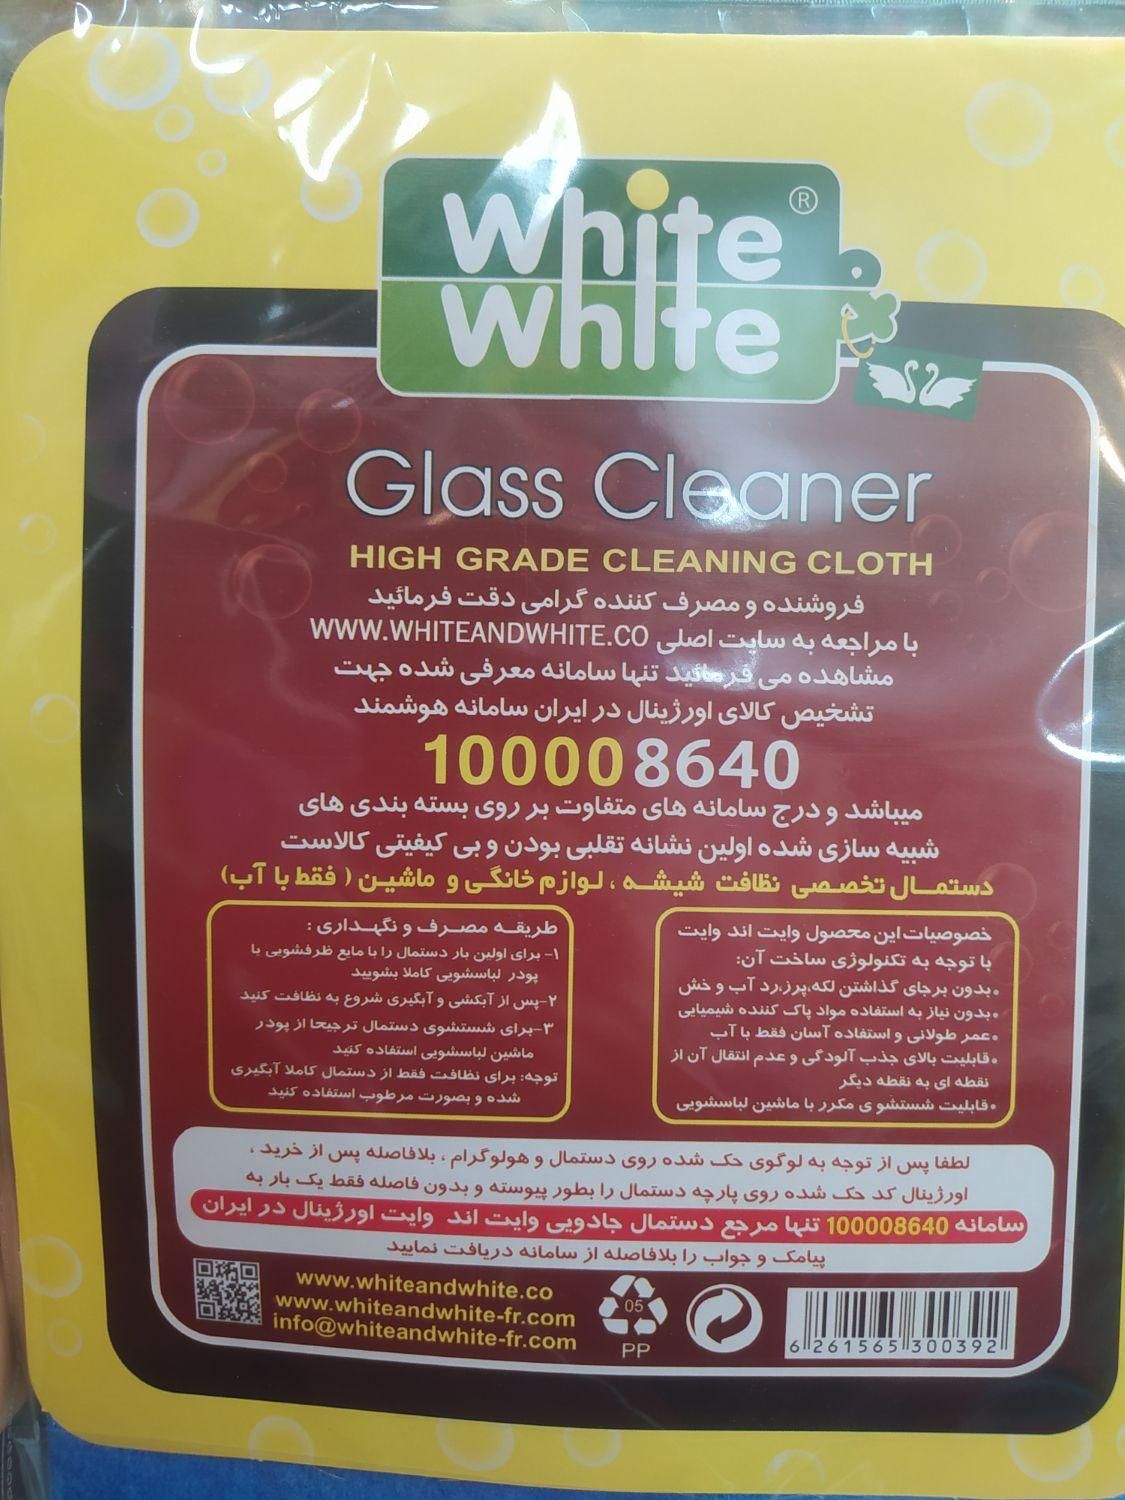 White
White
®
Glass Cleaner
HIGH GRADE CLEANING CLOTH
فروشنده و مصرف کننده گرامی دقت فرمائید
با مراجعه به سایت اصلی WWW.WHITEANDWHITE.CO
مشاهده می فرمائید تنها سامانه معرفی شده جهت
تشخیص کالای اورژینال در ایران سامانه هوشمند
100008640
میباشد و درج سامانه های متفاوت بر روی بسته بندی های
شبیه سازی شده اولین نشانه تقلبی بودن و بی کیفیتی کالاست
دستمال تخصصی نظافت شیشه ، لوازم خانگی و ماشین ( فقط با آب)
خصوصیات این محصول وایت اند وایت
با توجه به تکنولوژی ساخت آن:
•بدون برجای گذاشتن لکه،پرز،رد آب و خش
•بدون نیاز به استفاده مواد پاک کننده شیمیایی
•عمر طولانی و استفاده آسان فقط با آب
•قابلیت بالای جذب آلودگی و عدم انتقال آن از
نقطه ای به نقطه دیگر
•قابلیت شستشو ی مکرر با ماشین لباسشویی
طریقه مصرف و نگهداری :
۱- برای اولین بار دستمال را با مایع ظرفشویی یا
پودر لباسشویی کاملا بشویید
۲-پس از آبکشی و آبگیری شروع به نظافت کنید
۳-برای شستشوی دستمال ترجیحا از پودر
ماشین لباسشویی استفاده کنید
توجه: برای نظافت فقط از دستمال کاملا آبگیری
شده و بصورت مرطوب استفاده کنید
لطفا پس از توجه به لوگوی حک شده روی دستمال و هولوگرام ، بلافاصله پس از خرید ،
اورژینال کد حک شده روی پارچه دستمال را بطور پیوسته و بدون فاصله فقط یک بار به
سامانه 100008640 تنها مرجع دستمال جادویی وایت اند وایت اورژینال در ایران
پیامک و جواب را بلافاصله از سامانه دریافت نمایید
www.whiteandwhite.co
www.whiteandwhite-fr.com
info@whiteandwhite-fr.com
05
PP
6 261565 300392